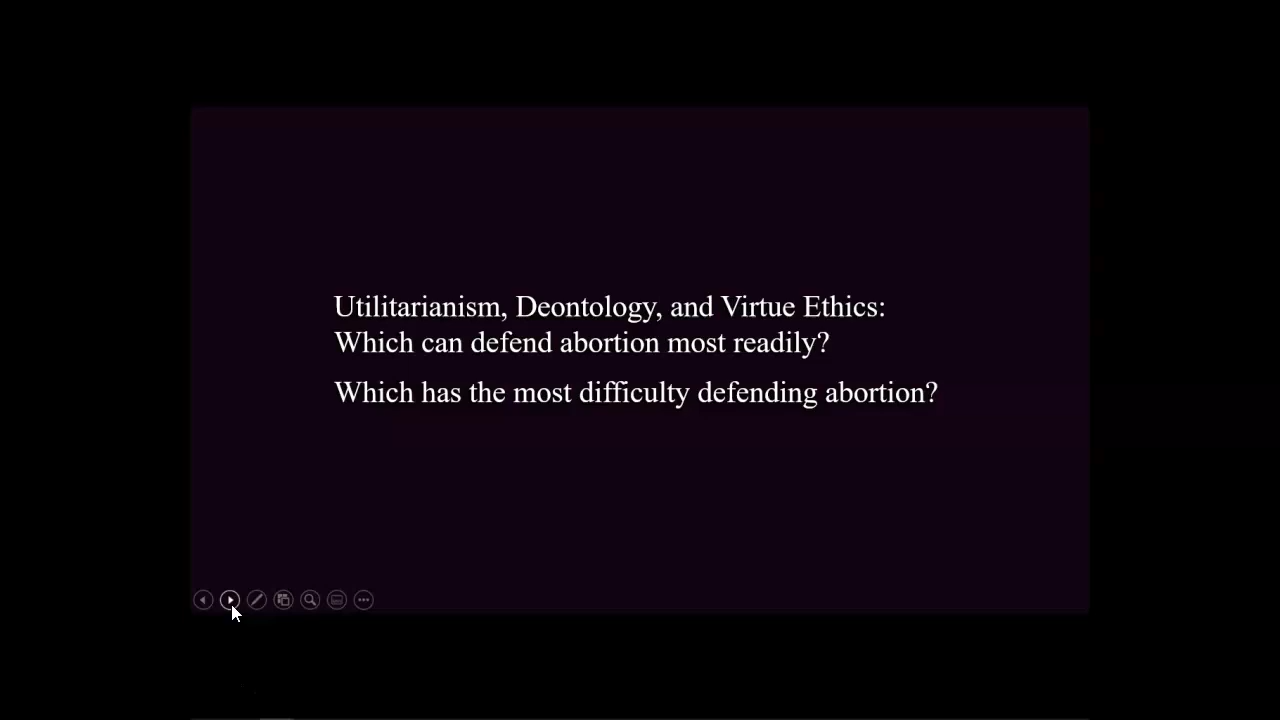 Utilitarianism, Deontology, and Virtue Ethics:
Which can defend abortion most readily?
Which has the most difficulty defending abortion?